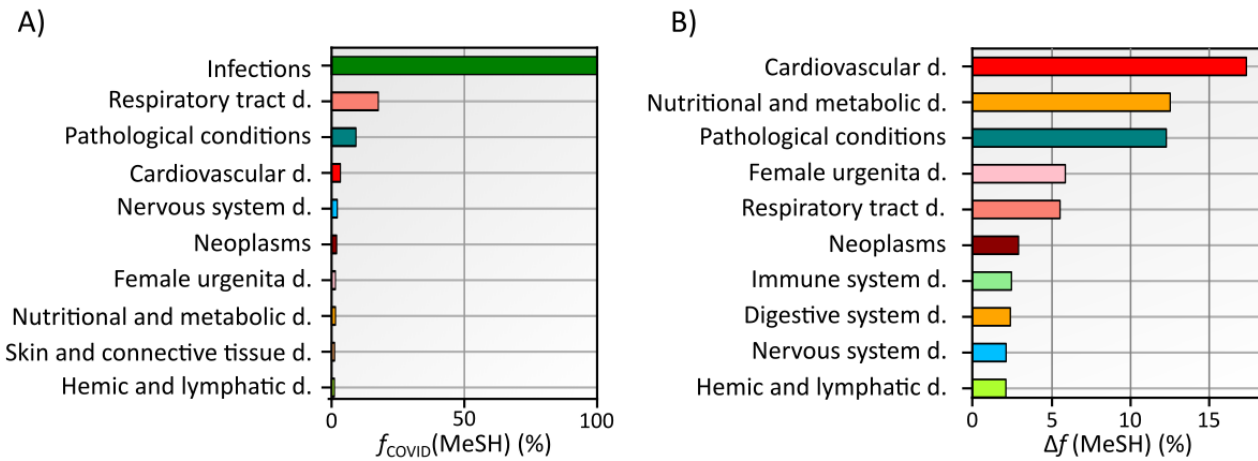 A)
Infections
Respiratory tract d.
Pathological conditions
Cardiovascular d.
Nervous system d.
Neoplasms
Female urgenita d.
Nutritional and metabolic d.
Skin and connective tissue d.
Hemic and lymphatic d.
0 50 100
fCOVID(MeSH) (%)
B)
Cardiovascular d.
Nutritional and metabolic d.
Pathological conditions
Female urgenita d.
Respiratory tract d.
Neoplasms
Immune system d.
Digestive system d.
Nervous system d.
Hemic and lymphatic d.
0 5 10 15
Δf (MeSH) (%)